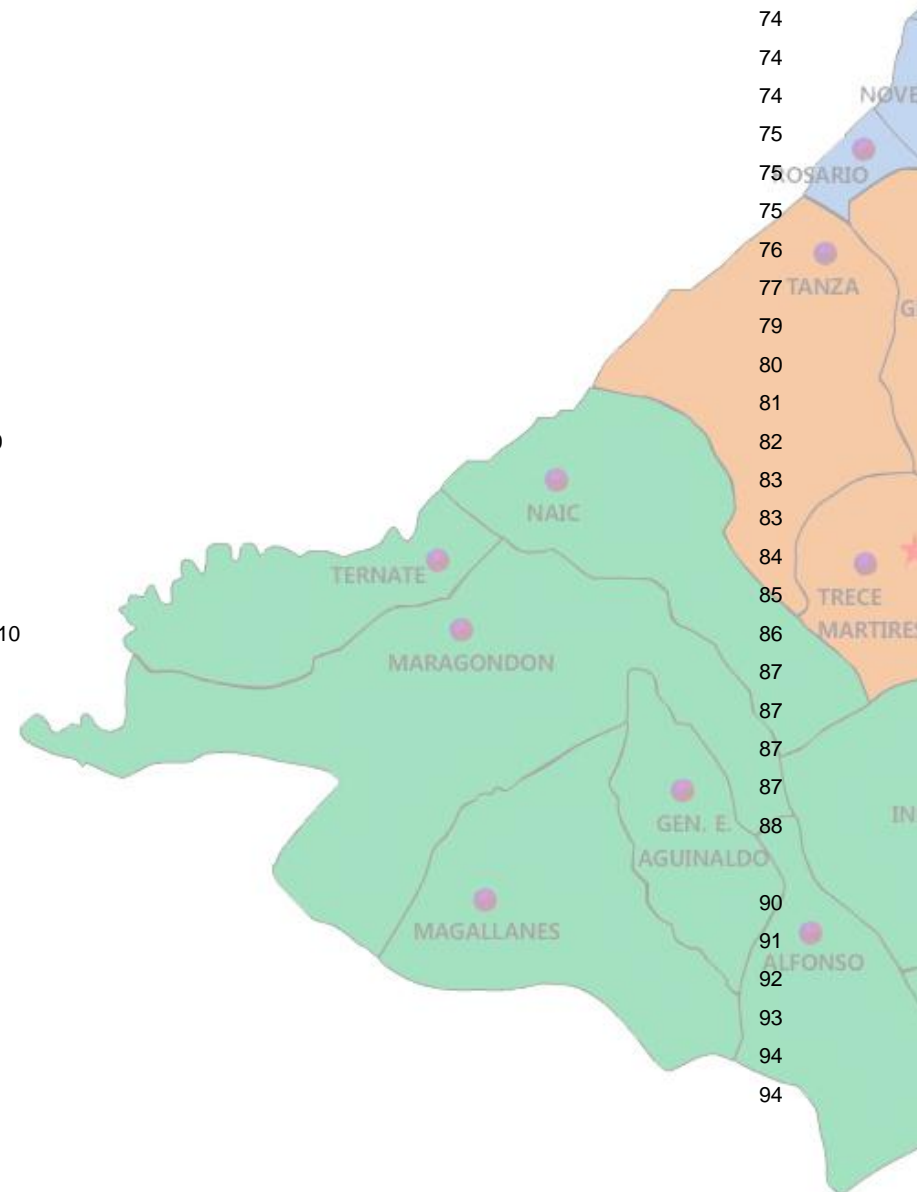 74
74
74
NOVE
75
75
ROSARIO
75
76
77
TANZA
G
79
80
81
82
83
NAIC
83
84
TERNATE
85
TRECE
10
86
MARTIRES
MARAGONDON
87
87
87
87
IN
GEN. E.
88
AGUINALDO
90
MAGALLANES
91
ALFONSO
92
93
94
94